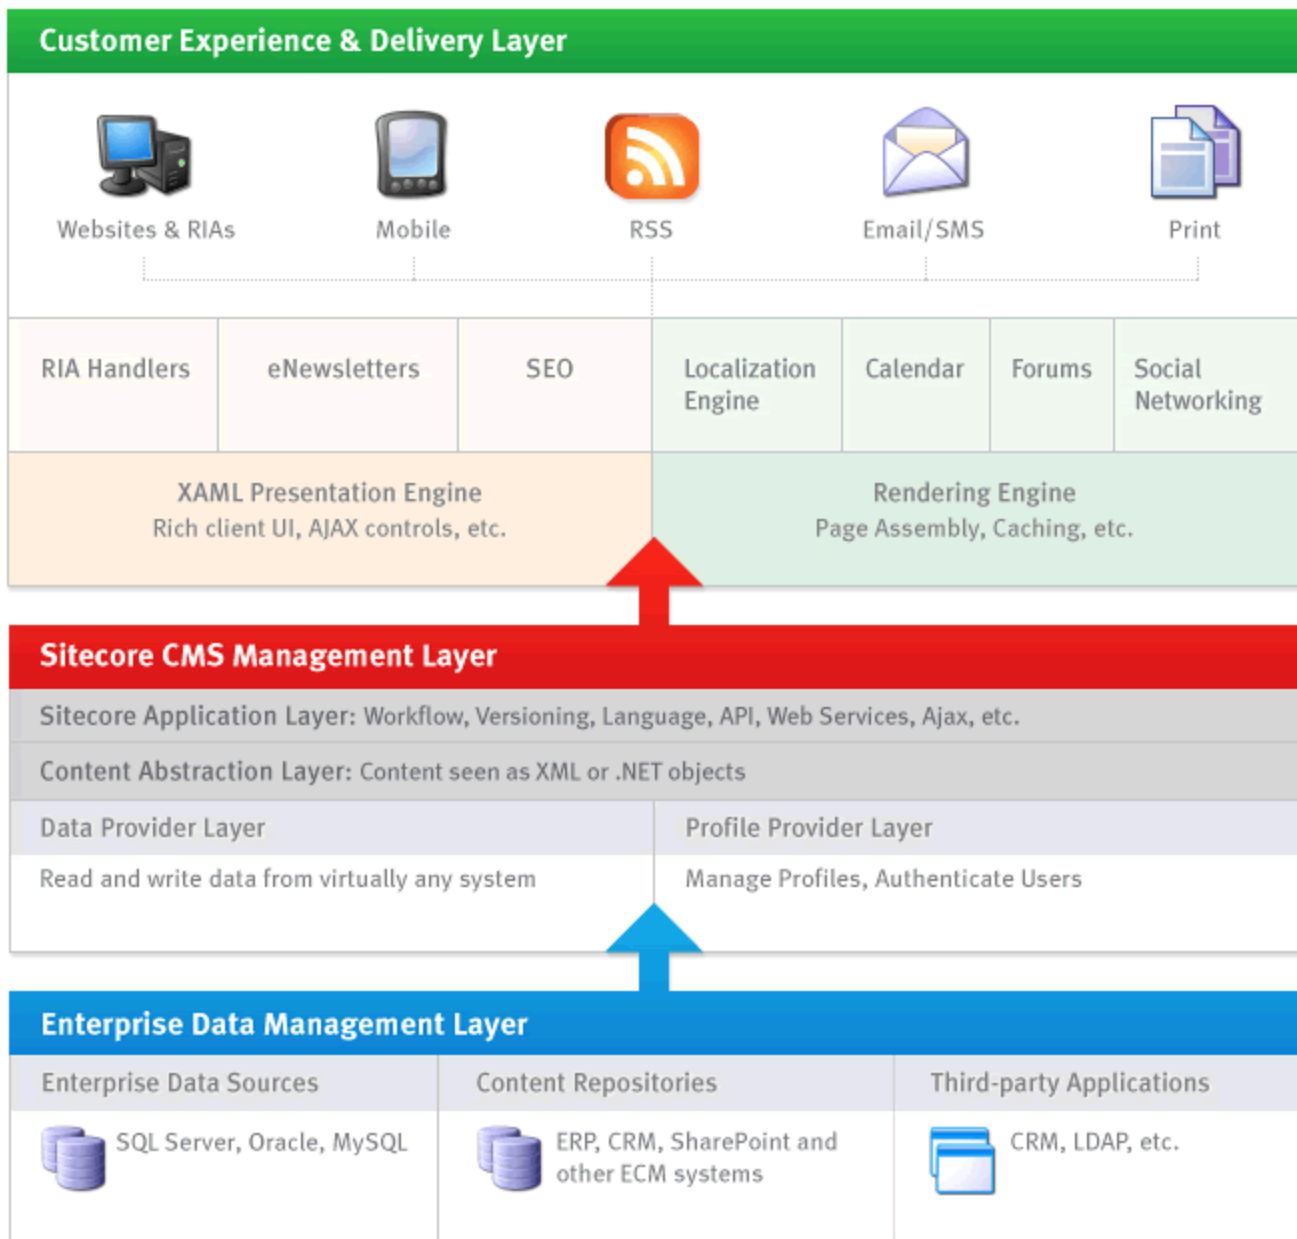 Customer Experience & Delivery Layer
Websites & RIAs
Mobile
RSS
Email/SMS
Print
RIA Handlers
eNewsletters
SEO
Localization
Engine
Calendar
Forums
Social
Networking
XAML Presentation Engine
Rich client UI, AJAX controls, etc.
Rendering Engine
Page Assembly, Caching, etc.
Sitecore CMS Management Layer
Sitecore Application Layer: Workflow, Versioning, Language, API, Web Services, Ajax, etc.
Content Abstraction Layer: Content seen as XML or .NET objects
Data Provider Layer
Read and write data from virtually any system
Profile Provider Layer
Manage Profiles, Authenticate Users
Enterprise Data Management Layer
Enterprise Data Sources
SQL Server, Oracle, MySQL
Content Repositories
ERP, CRM, SharePoint and
other ECM systems
Third-party Applications
CRM, LDAP, etc.